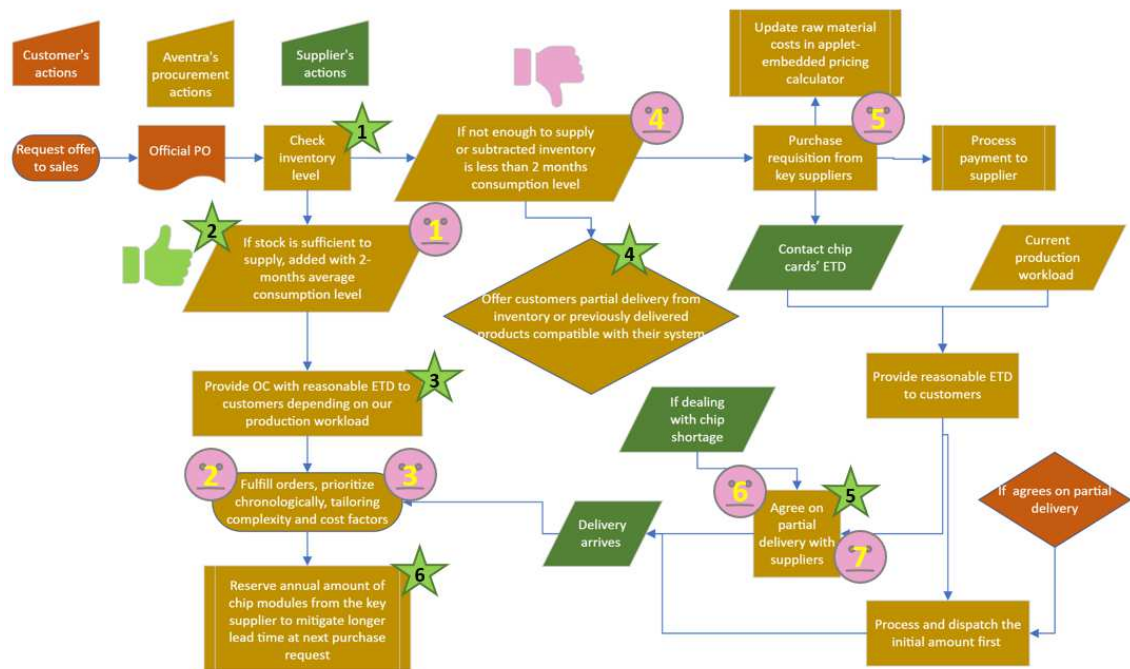 Customer's
actions
Aventra's
procurement
actions
Supplier's
actions
Update raw material
costs in applet-
embedded pricing
calculator
Request offer
to sales
Official PO
Check
inventory
level
1
If not enough to supply
or subtracted inventory
is less than 2 months
consumption level
4
5
Purchase
requisition from
key suppliers
Process
payment to
supplier
2
1
If stock is sufficient to
supply, added with 2-
months average
consumption level
4
Offer customers partial delivery from
inventory or previously delivered
products compatible with their system
Contact chip
cards' ETD
Current
production
workload
3
Provide OC with reasonable ETD to
customers depending on our
production workload
If dealing
with chip
shortage
Provide reasonable ETD
to customers
2
3
Fulfill orders, prioritize
chronologically, tailoring
complexity and cost factors
Delivery
arrives
6
5
Agree on
partial
delivery with
suppliers
7
If agrees on partial
delivery
6
Reserve annual amount of
chip modules from the key
supplier to mitigate longer
lead time at next purchase
request
Process and dispatch the
initial amount first